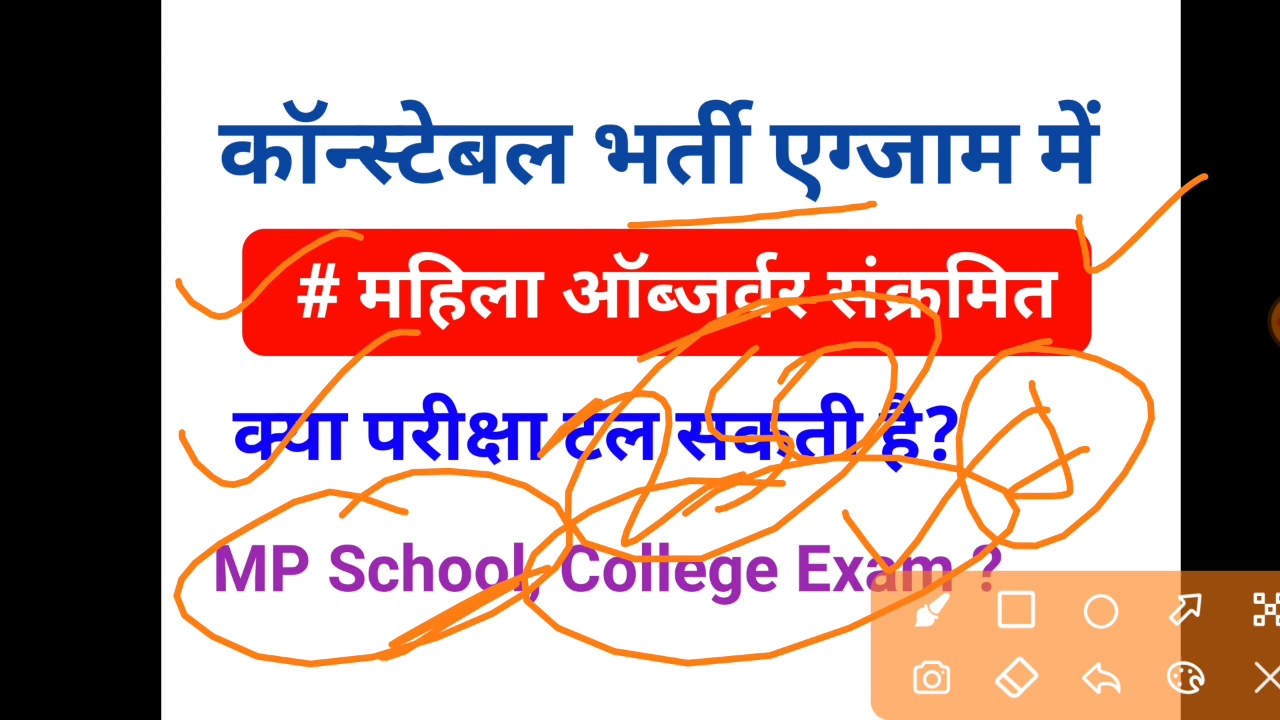 कॉन्स्टेबल भर्ती एग्जाम में
# महिला ऑब्जर्वर संक्रमित
क्या परीक्षा टल सकती है?
MP School, College Exam ?